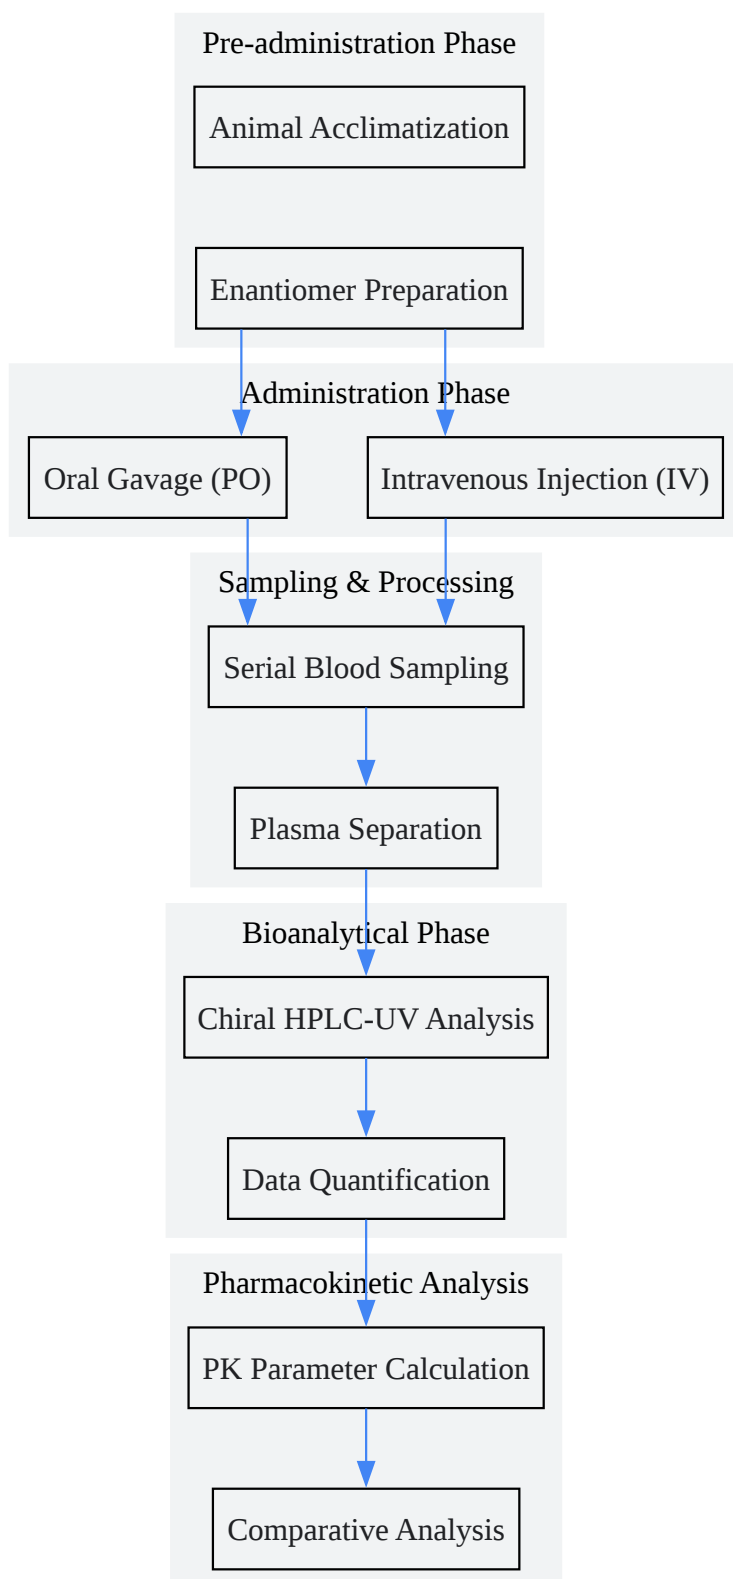 Pre-administration Phase
Animal Acclimatization
Enantiomer Preparation
Administration Phase
Oral Gavage (PO)
Intravenous Injection (IV)
Sampling & Processing
Serial Blood Sampling
Plasma Separation
Bioanalytical Phase
Chiral HPLC-UV Analysis
Data Quantification
Pharmacokinetic Analysis
PK Parameter Calculation
Comparative Analysis